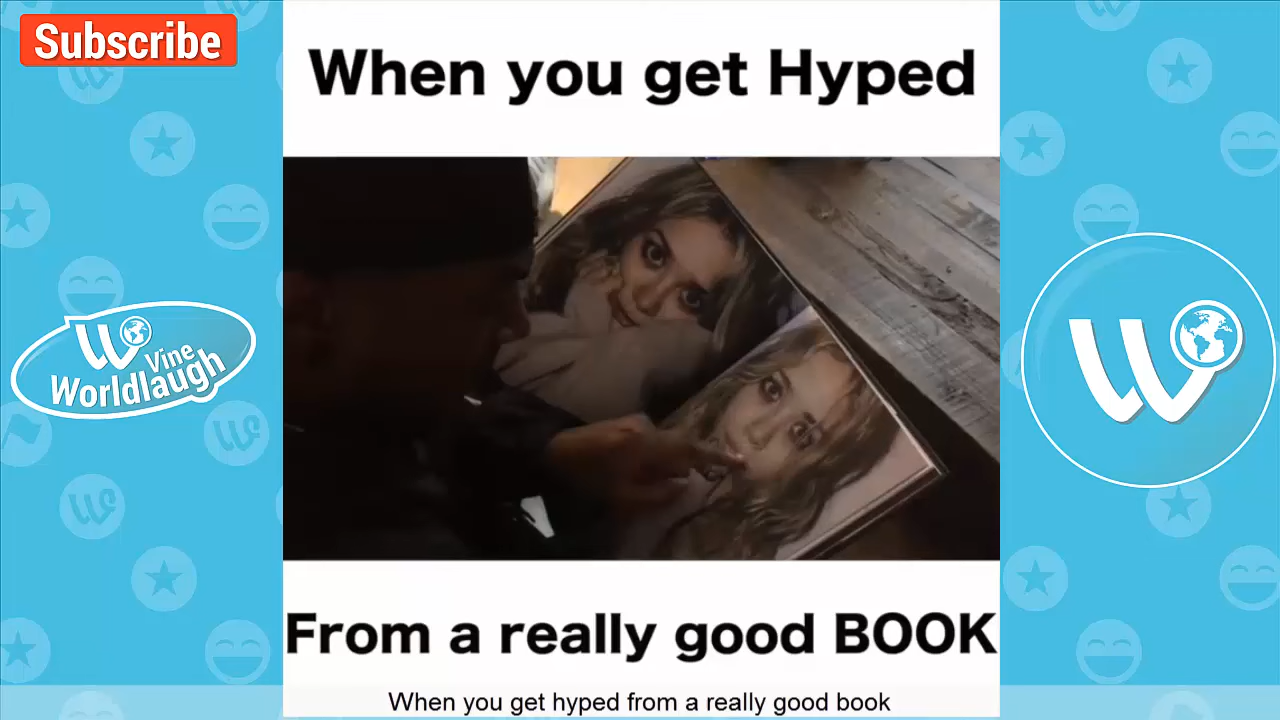 Subscribe
When you get Hyped
W
Vine
Worldlaugh
W
From a really good BOOK
When you get hyped from a really good book